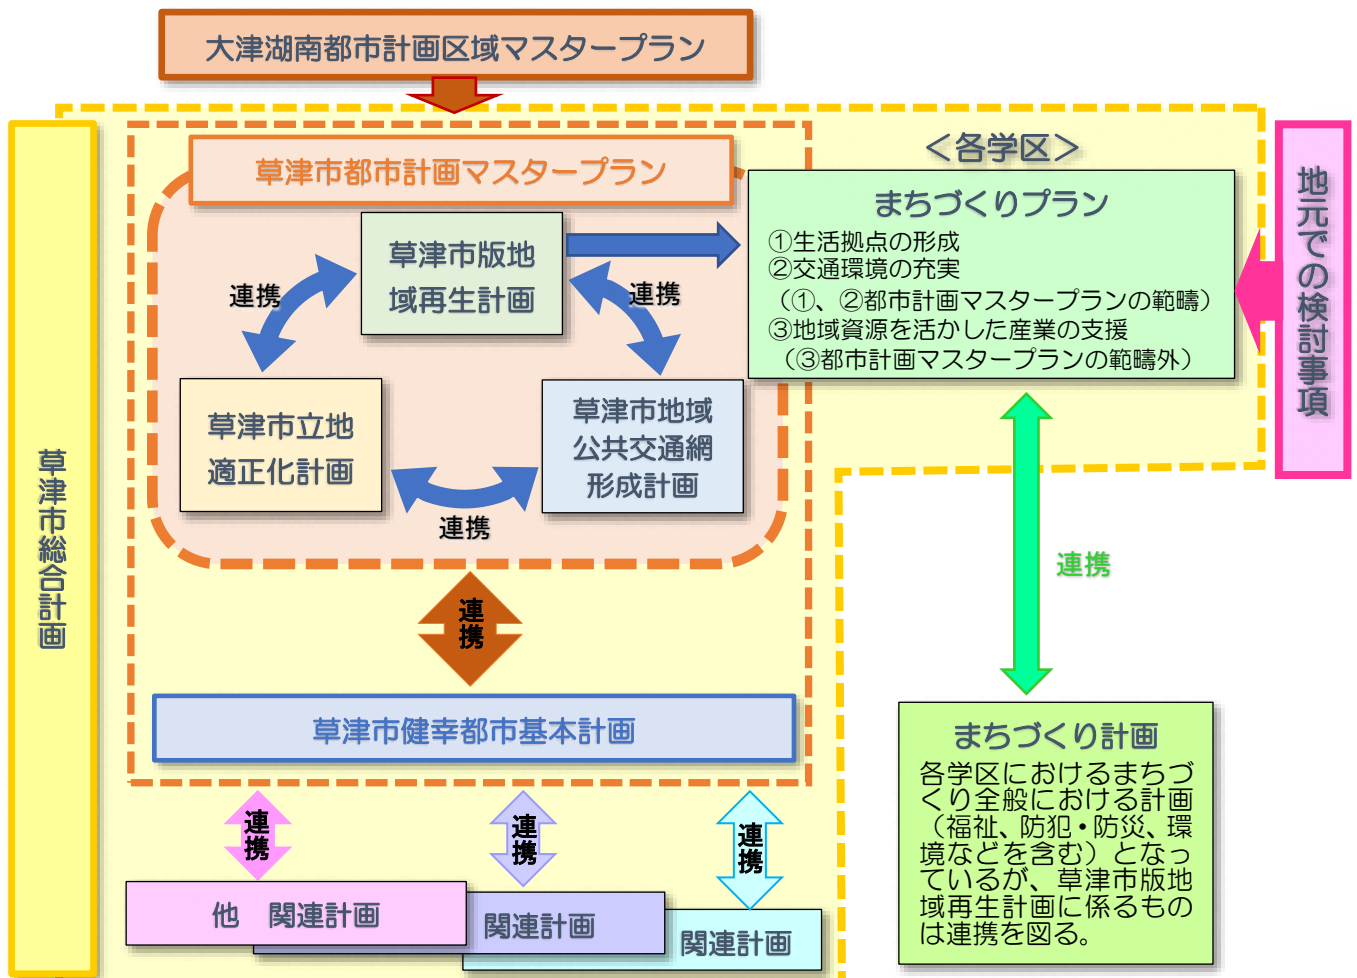 大津湖南都市計画区域マスタープラン
草津市総合計画
草津市都市計画マスタープラン
草津市版地
域再生計画
連携
連携
草津市立地
適正化計画
草津市地域
公共交通網
形成計画
連携
連携
草津市健幸都市基本計画
連携
連携
連携
他　関連計画
関連計画
関連計画
＜各学区＞
まちづくりプラン
①生活拠点の形成
②交通環境の充実
（①、②都市計画マスタープランの範疇）
③地域資源を活かした産業の支援
（③都市計画マスタープランの範疇外）
地元での検討事項
連携
まちづくり計画
各学区におけるまちづ
くり全般における計画
（福祉、防犯・防災、環
境などを含む）となっ
ているが、草津市版地
域再生計画に係るもの
は連携を図る。